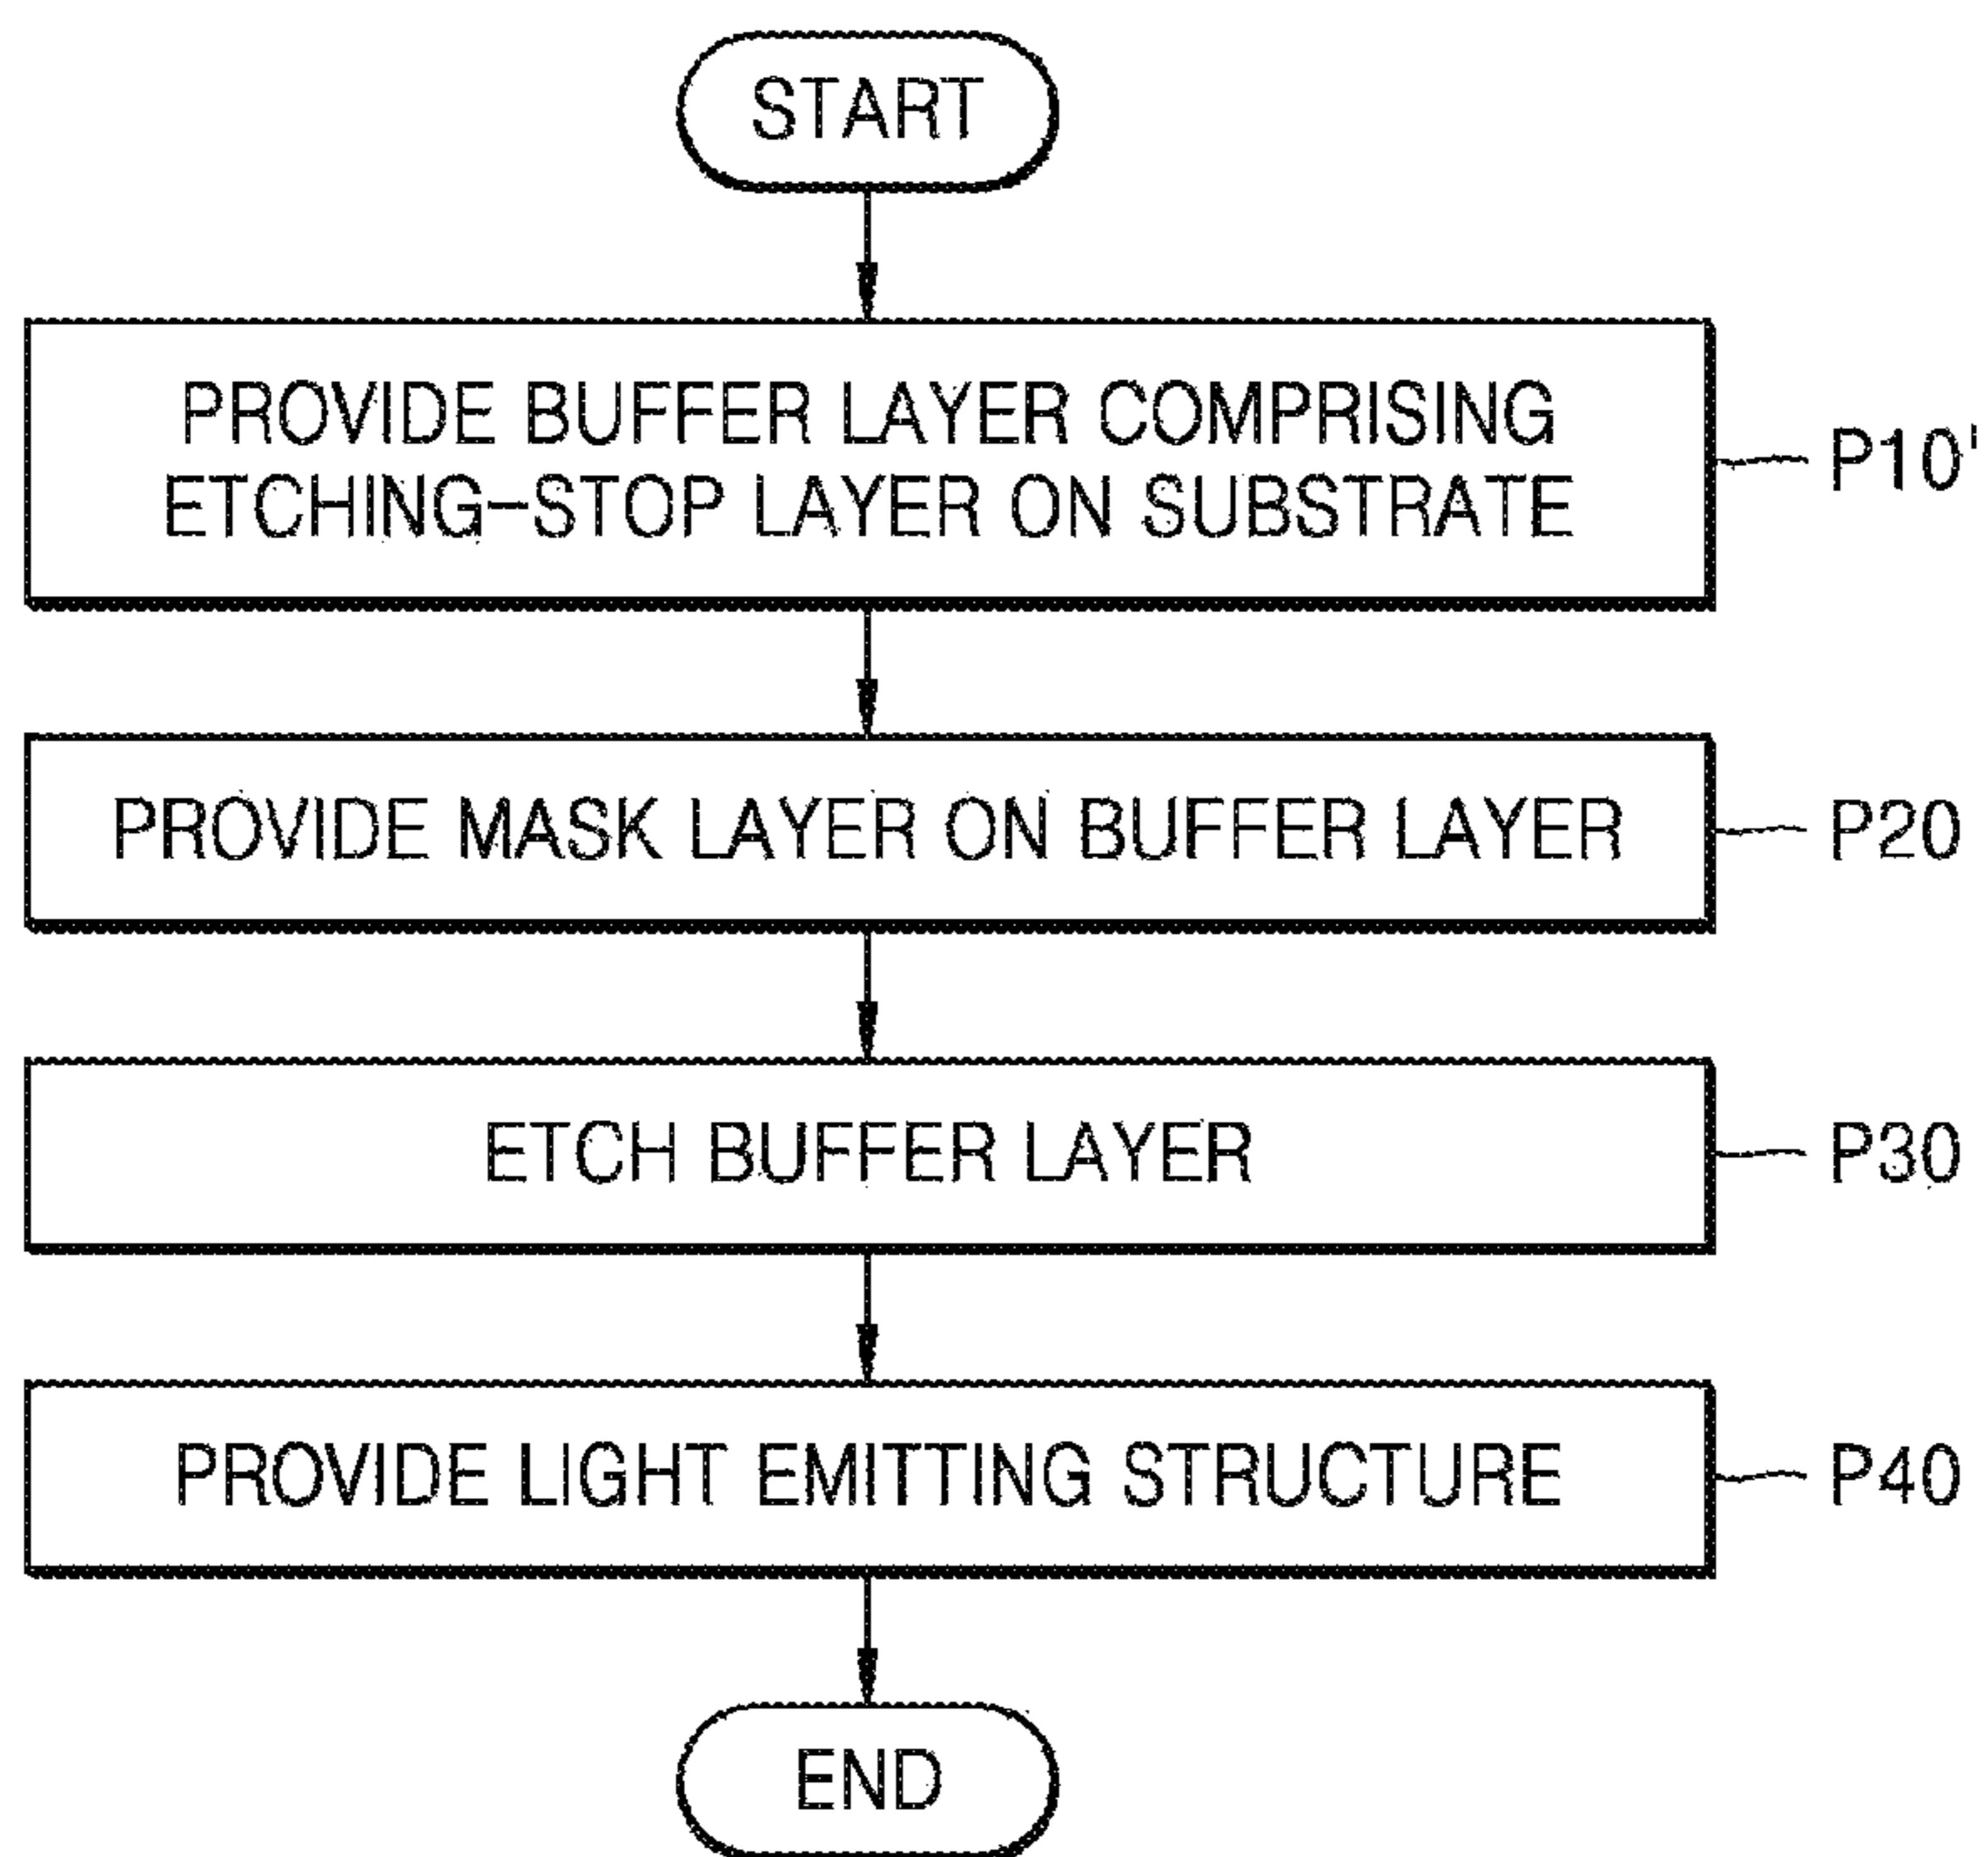 START
PROVIDE BUFFER LAYER COMPRISING
ETCHING-STOP LAYER ON SUBSTRATE
P10'
PROVIDE MASK LAYER ON BUFFER LAYER
P20
ETCH BUFFER LAYER
P30
PROVIDE LIGHT EMITTING STRUCTURE
P40
END